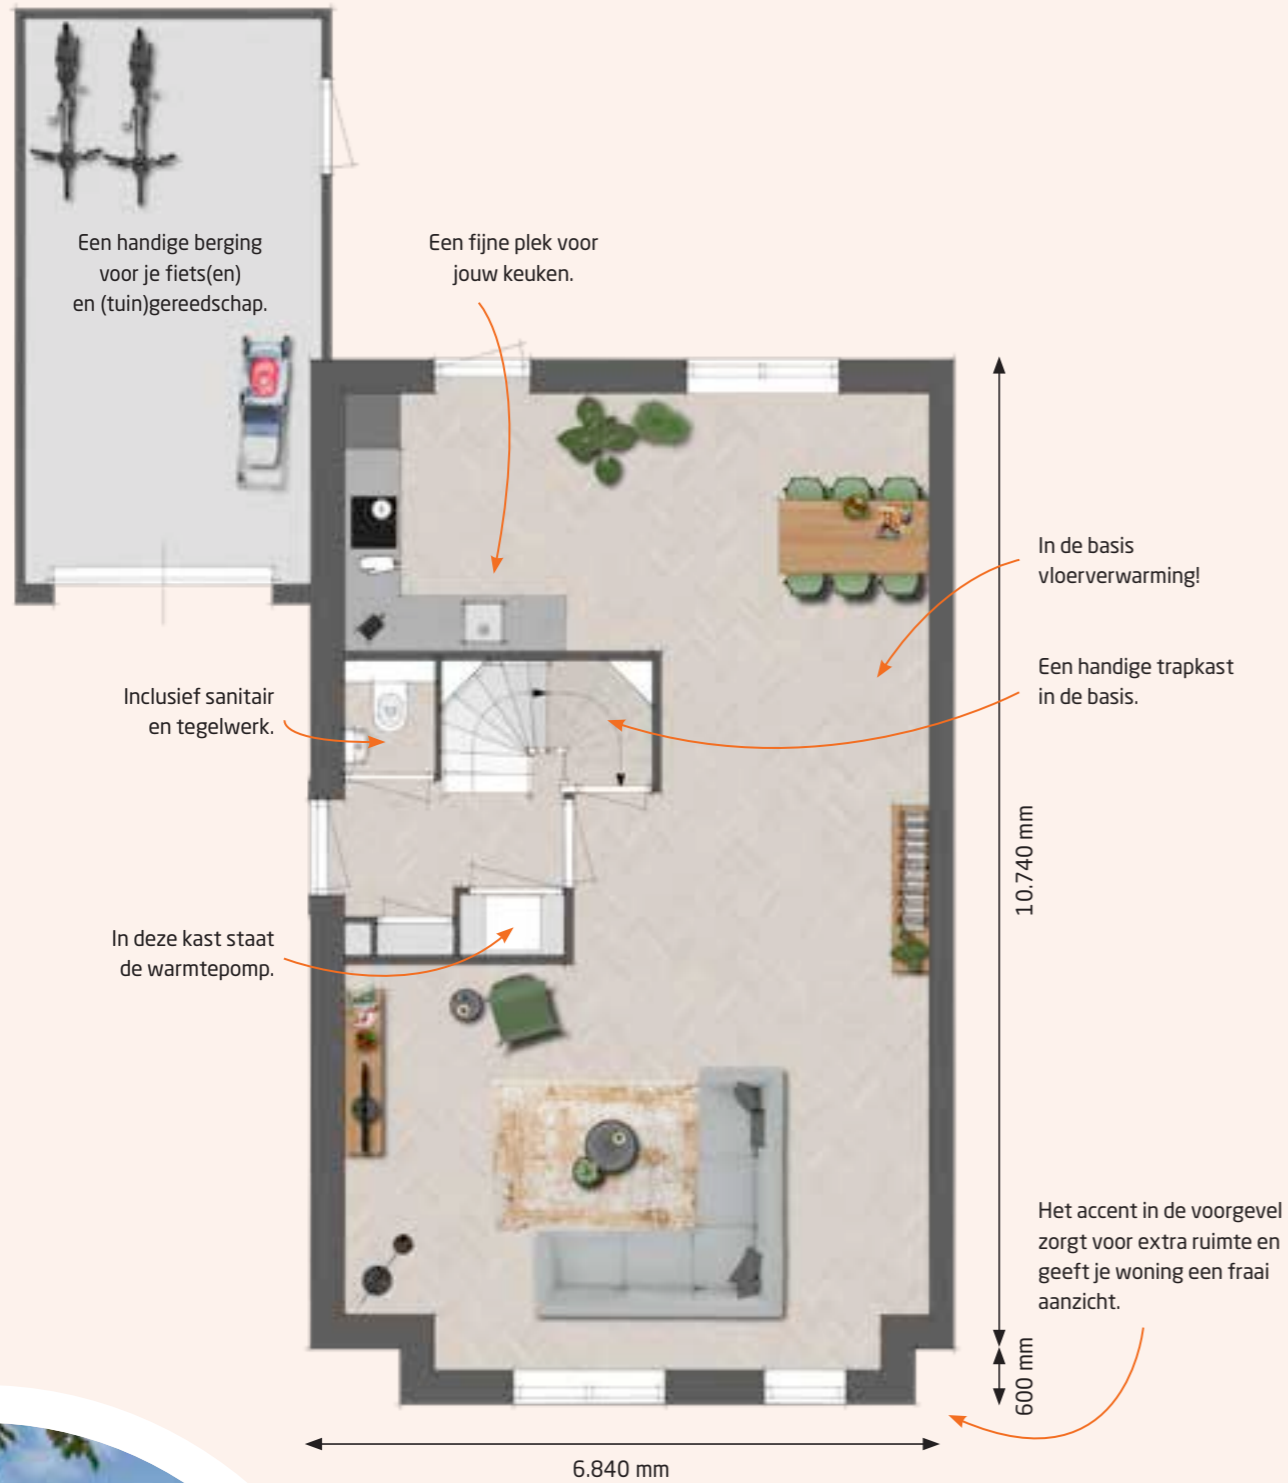 Een handige berging
voor je fiets(en)
en (tuin)gereedschap.
Een fijne plek voor
jouw keuken.
In de basis
vloerverwarming!
Een handige trapkast
in de basis.
Inclusief sanitair
en tegelwerk.
10.740 mm
In deze kast staat
de warmtepomp.
Het accent in de voorgevel
zorgt voor extra ruimte en
geeft je woning een fraai
aanzicht.
600 mm
6.840 mm